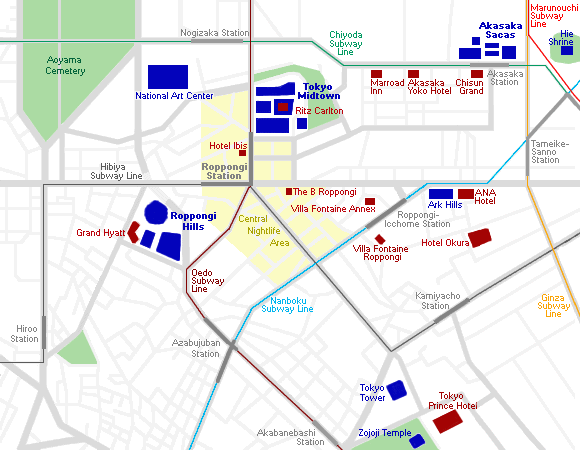 Marunouchi
Subway
Line
Akasaka
Sacas
Hie
Shrine
Nogizaka Station
Chiyoda
Subway
Line
Aoyama
Cemetery
Akasaka
Station
Marroad
Inn
Akasaka
Yoko Hotel
Chisun
Grand
National Art Center
Tokyo
Midtown
Ritz Carlton
Hotel Ibis
Tameike-
Sanno
Station
Hibiya
Subway Line
Roppongi
Station
The B Roppongi
Villa Fontaine Annex
Ark Hills
ANA
Hotel
Roppongi
Hills
Grand Hyatt
Central
Nightlife
Area
Roppongi-
Icchome Station
Villa Fontaine
Roppongi
Hotel Okura
Oedo
Subway
Line
Nanboku
Subway Line
Kamiyacho
Station
Ginza
Subway
Line
Hiroo
Station
Azabujuban
Station
Tokyo
Tower
Tokyo
Prince Hotel
Akabanebashi
Station
Zojoji Temple